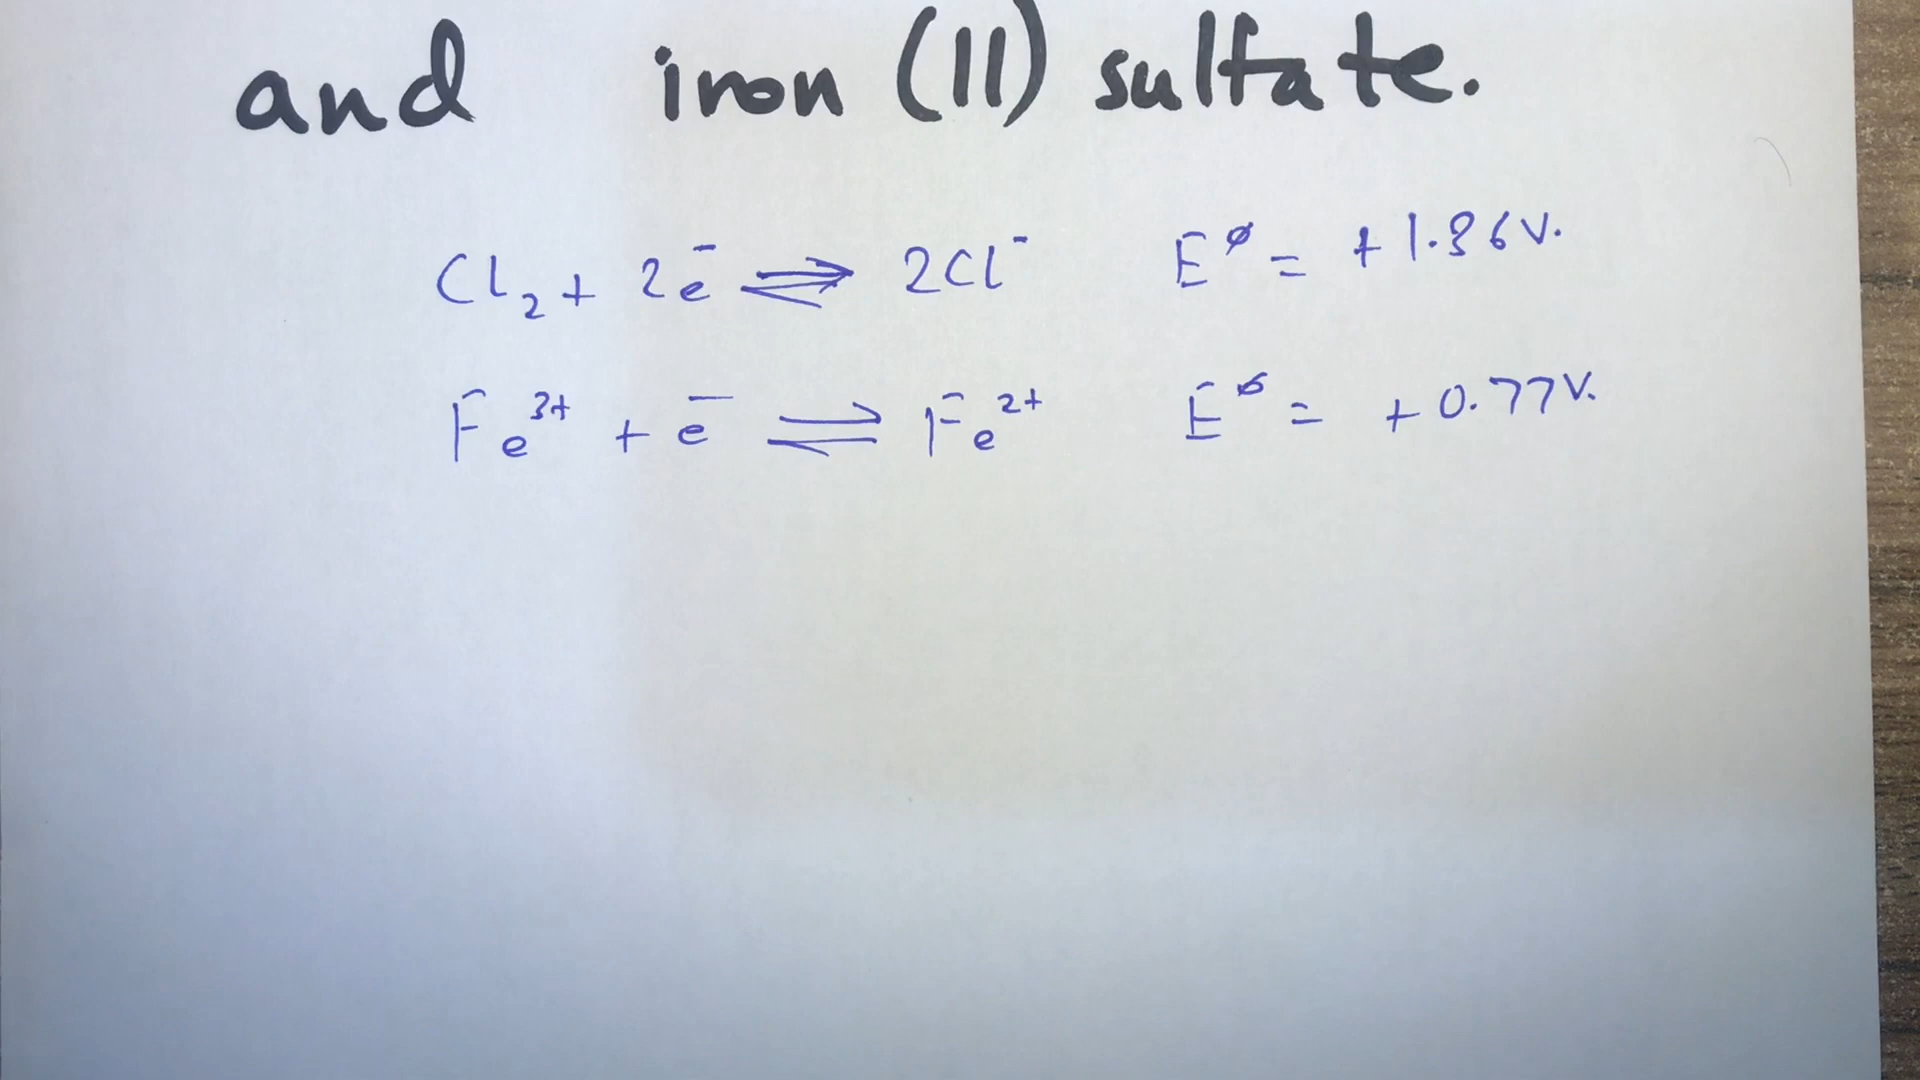 and iron (II) sulfate.
Cl₂ + 2e⁻ ⇌ 2Cl⁻ E⦵ = +1.36V.
Fe³⁺ + e⁻ ⇌ Fe²⁺ E⦵ = +0.77V.